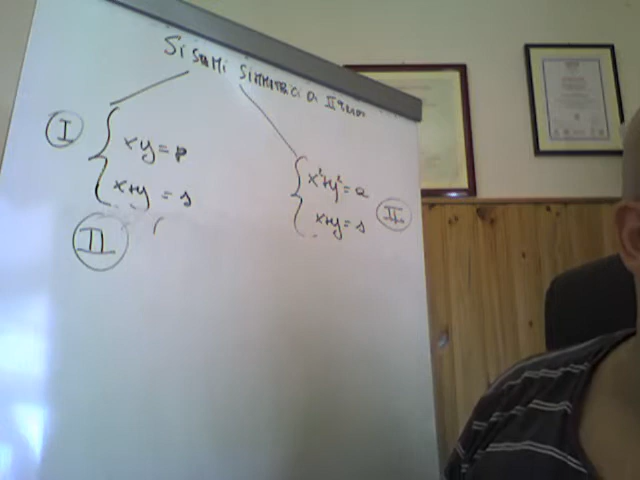 SISTEMI SIMMETRICI DI II GRADO
I
xy = p
x+y = s
x²+y² = a
x+y = s
II
II